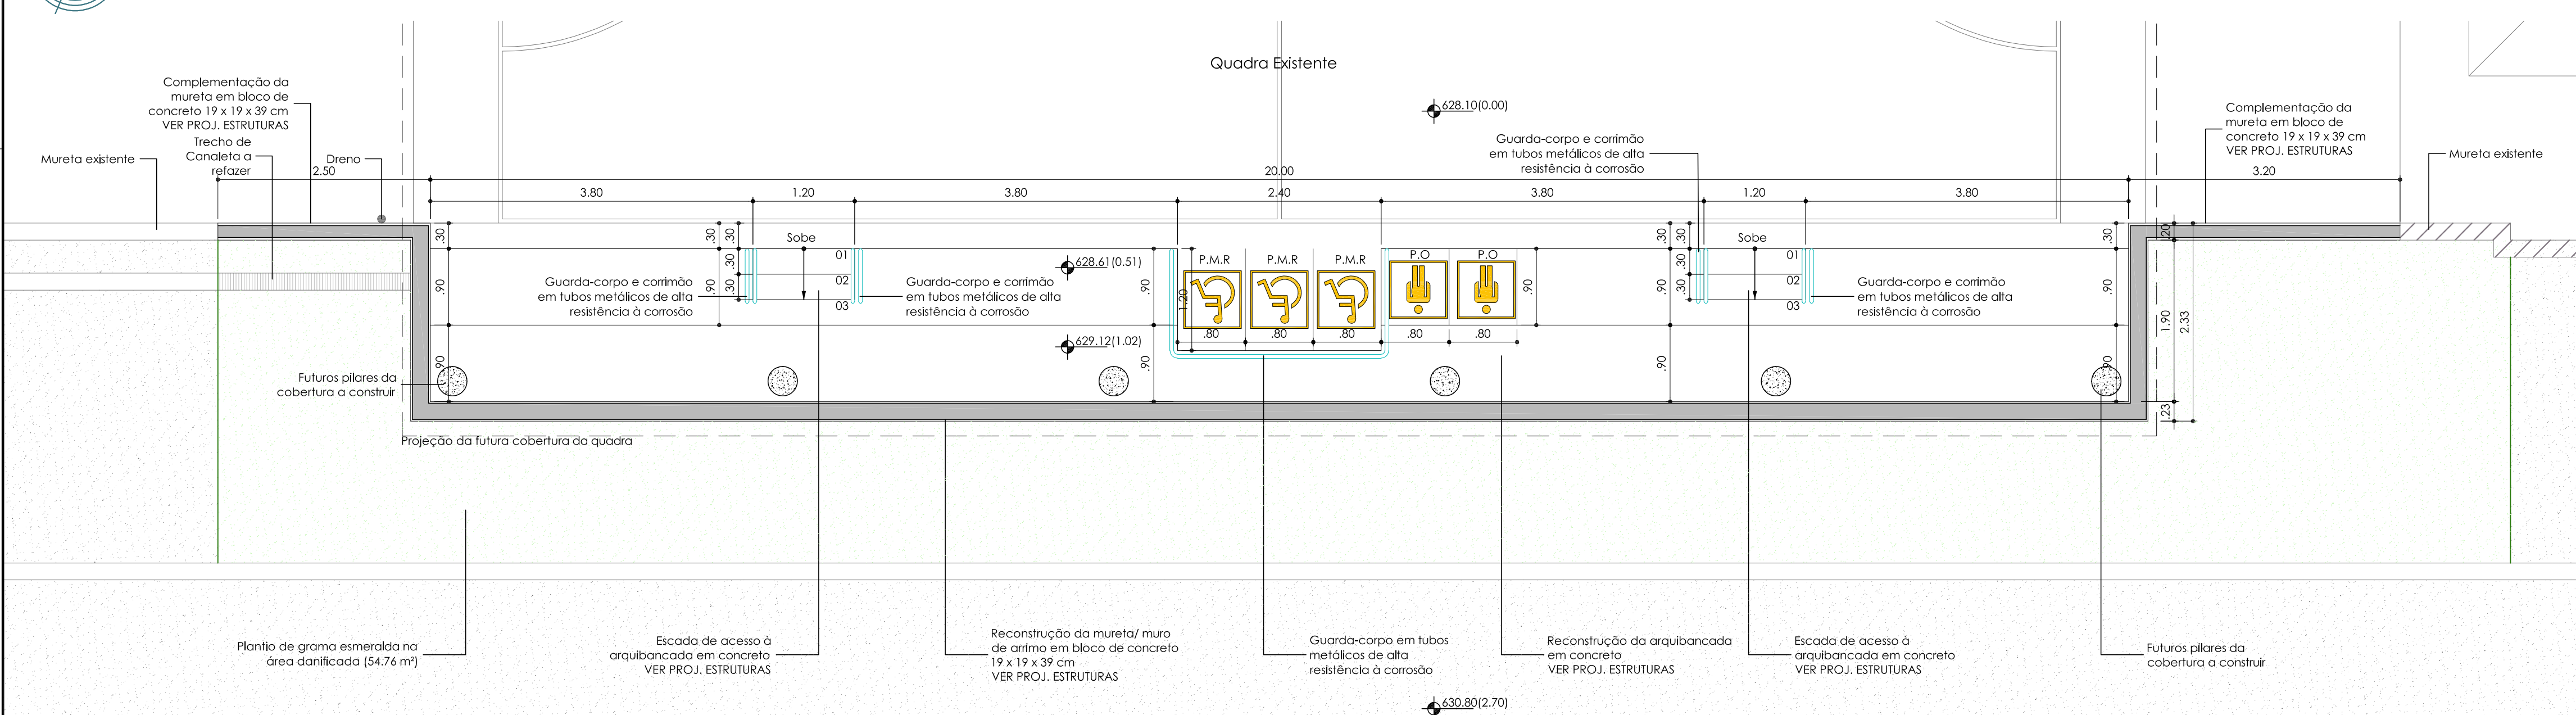 Quadra Existente
628.10(0.00)
Complementação da
mureta em bloco de
concreto 19 x 19 x 39 cm
VER PROJ. ESTRUTURAS
Trecho de
Canaleta a
refazer
Mureta existente
Dreno
Guarda-corpo e corrimão
em tubos metálicos de alta
resistência à corrosão
Complementação da
mureta em bloco de
concreto 19 x 19 x 39 cm
VER PROJ. ESTRUTURAS
Mureta existente
2.50
20.00
3.20
3.80
1.20
3.80
2.40
3.80
1.20
3.80
.30
.30
.30
Sobe
01
02
03
.30
.30
.90
.90
.90
Guarda-corpo e corrimão
em tubos metálicos de alta
resistência à corrosão
Guarda-corpo e corrimão
em tubos metálicos de alta
resistência à corrosão
628.61(0.51)
629.12(1.02)
.90
.90
1.20
P.M.R
P.M.R
P.M.R
P.O
P.O
.80
.80
.80
.80
.80
.90
.30
.30
.30
.30
.90
.90
Sobe
01
02
03
Guarda-corpo e corrimão
em tubos metálicos de alta
resistência à corrosão
.30
.90
.90
.20
1.90
2.33
.23
Futuros pilares da
cobertura a construir
Projeção da futura cobertura da quadra
Plantio de grama esmeralda na
área danificada (54.76 m²)
Escada de acesso à
arquibancada em concreto
VER PROJ. ESTRUTURAS
Reconstrução da mureta/ muro
de arrimo em bloco de concreto
19 x 19 x 39 cm
VER PROJ. ESTRUTURAS
Guarda-corpo em tubos
metálicos de alta
resistência à corrosão
Reconstrução da arquibancada
em concreto
VER PROJ. ESTRUTURAS
Escada de acesso à
arquibancada em concreto
VER PROJ. ESTRUTURAS
Futuros pilares da
cobertura a construir
630.80(2.70)